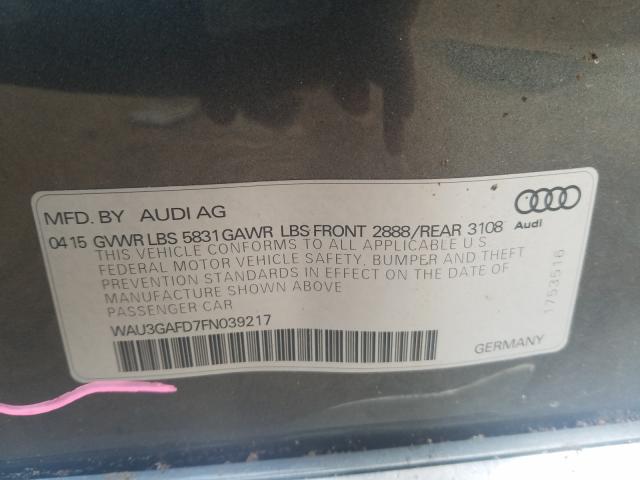 MFD. BY AUDI AG
04 15 GVWR LBS 5831 GAWR LBS FRONT 2888/REAR 3108
THIS VEHICLE CONFORMS TO ALL APPLICABLE U S
FEDERAL MOTOR VEHICLE SAFETY, BUMPER AND THEFT
PREVENTION STANDARDS IN EFFECT ON THE DATE OF
MANUFACTURE SHOWN ABOVE
PASSENGER CAR
WAU3GAFD7FN039217
GERMANY
Audi
1753516